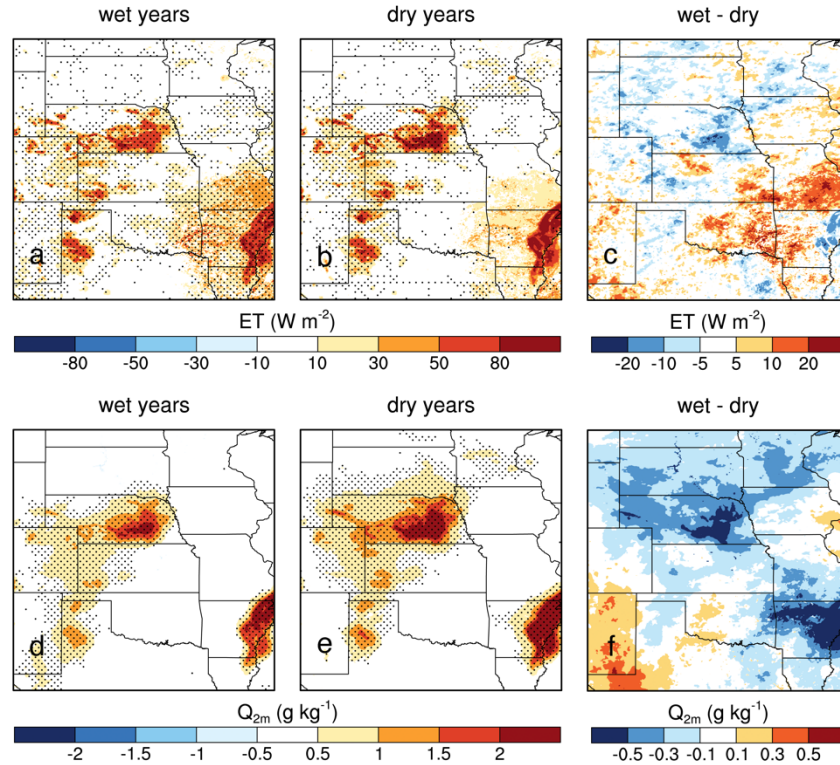 wet years dry years wet - dry
a b c
ET (W m-2) ET (W m-2)
-80 -50 -30 -10 10 30 50 80 -20 -10 -5 5 10 20
wet years dry years wet - dry
d e f
Q2m (g kg-1) Q2m (g kg-1)
-2 -1.5 -1 -0.5 0.5 1 1.5 2 -0.5 -0.3 -0.1 0.1 0.3 0.5